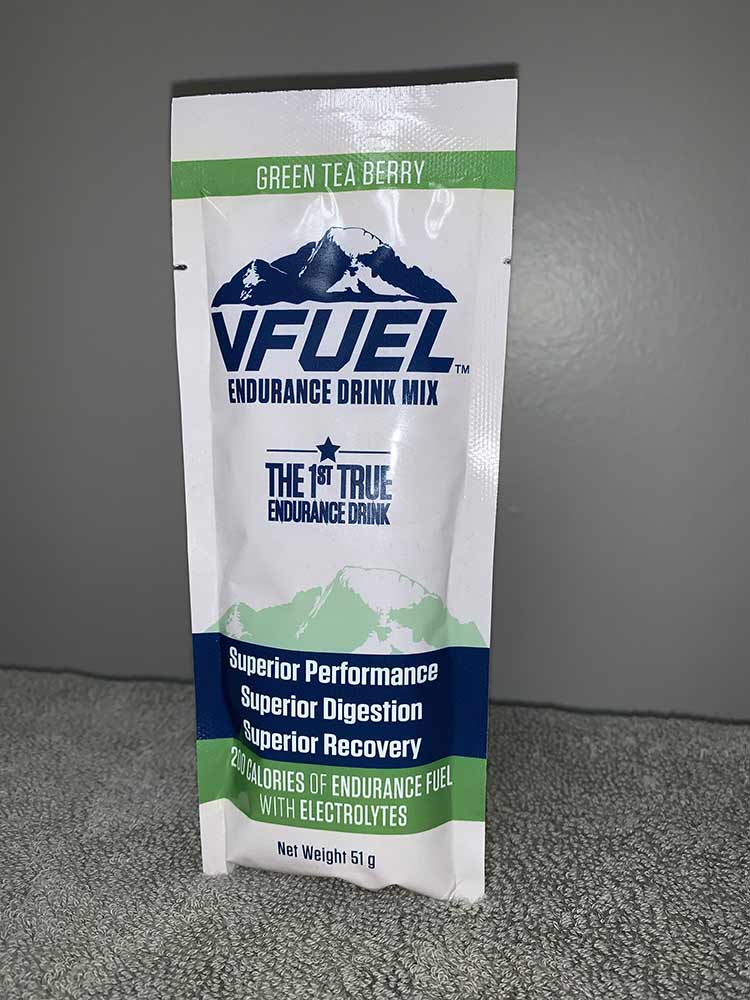 GREEN TEA BERRY
VFUEL™
ENDURANCE DRINK MIX
THE 1ST TRUE
ENDURANCE DRINK
Superior Performance
Superior Digestion
Superior Recovery
200 CALORIES OF ENDURANCE FUEL
WITH ELECTROLYTES
Net Weight 51 g